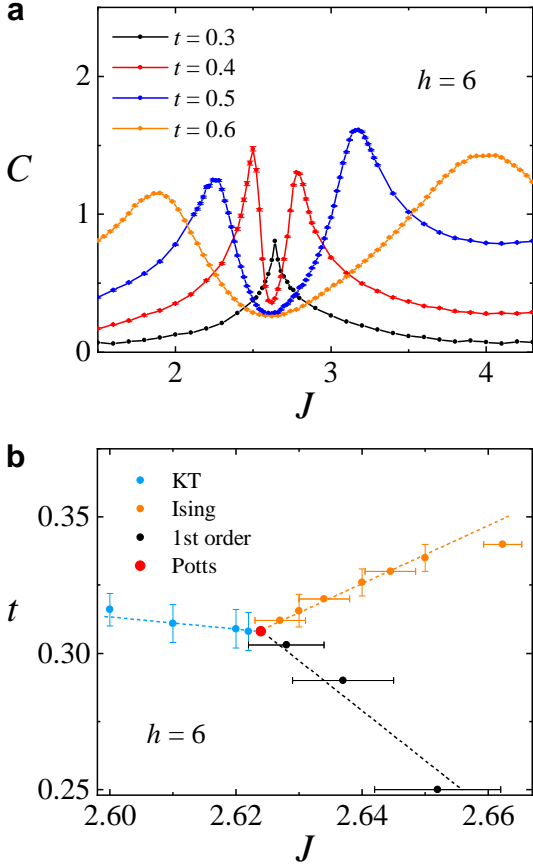 a
2
1
0
C
t = 0.3
t = 0.4
t = 0.5
t = 0.6
h = 6
2
3
4
J
b
0.35
0.30
0.25
t
KT
Ising
1st order
Potts
h = 6
2.60
2.62
2.64
2.66
J